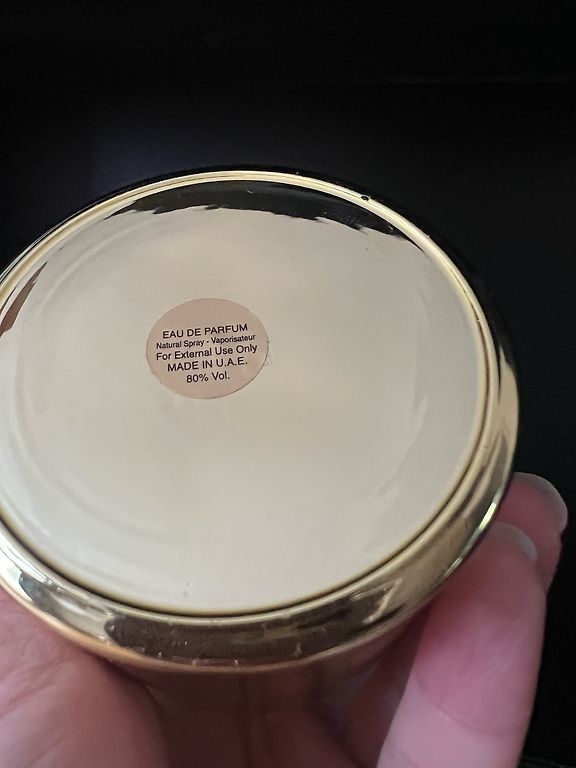 EAU DE PARFUM
Natural Spray - Vaporisateur
For External Use Only
MADE IN U.A.E.
80% Vol.